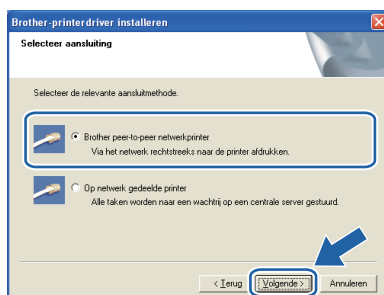 Brother-printerdriver installeren
Selecteer aansluiting
Selecteer de relevante aansluitmethode.
Brother peer-to-peer netwerkprinter
Via het netwerk rechtstreeks naar de printer afdrukken.
Op netwerk gedeelde printer
Alle taken worden naar een wachtrij op een centrale server gestuurd.
< Terug Volgende > Annuleren